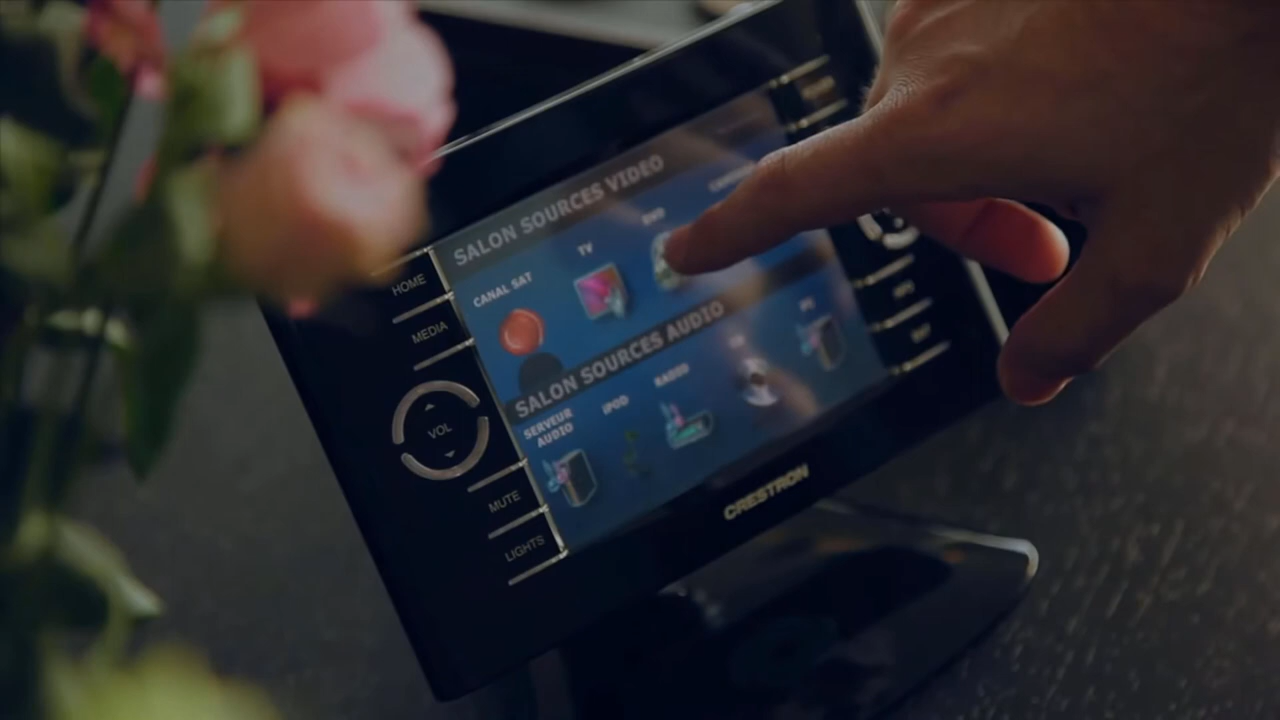 SALON SOURCES VIDEO
CANAL SAT
TV
DVD
SALON SOURCES AUDIO
SERVEUR
AUDIO
IPOD
RADIO
PC
HOME
MEDIA
VOL
MUTE
LIGHTS
CRESTRON